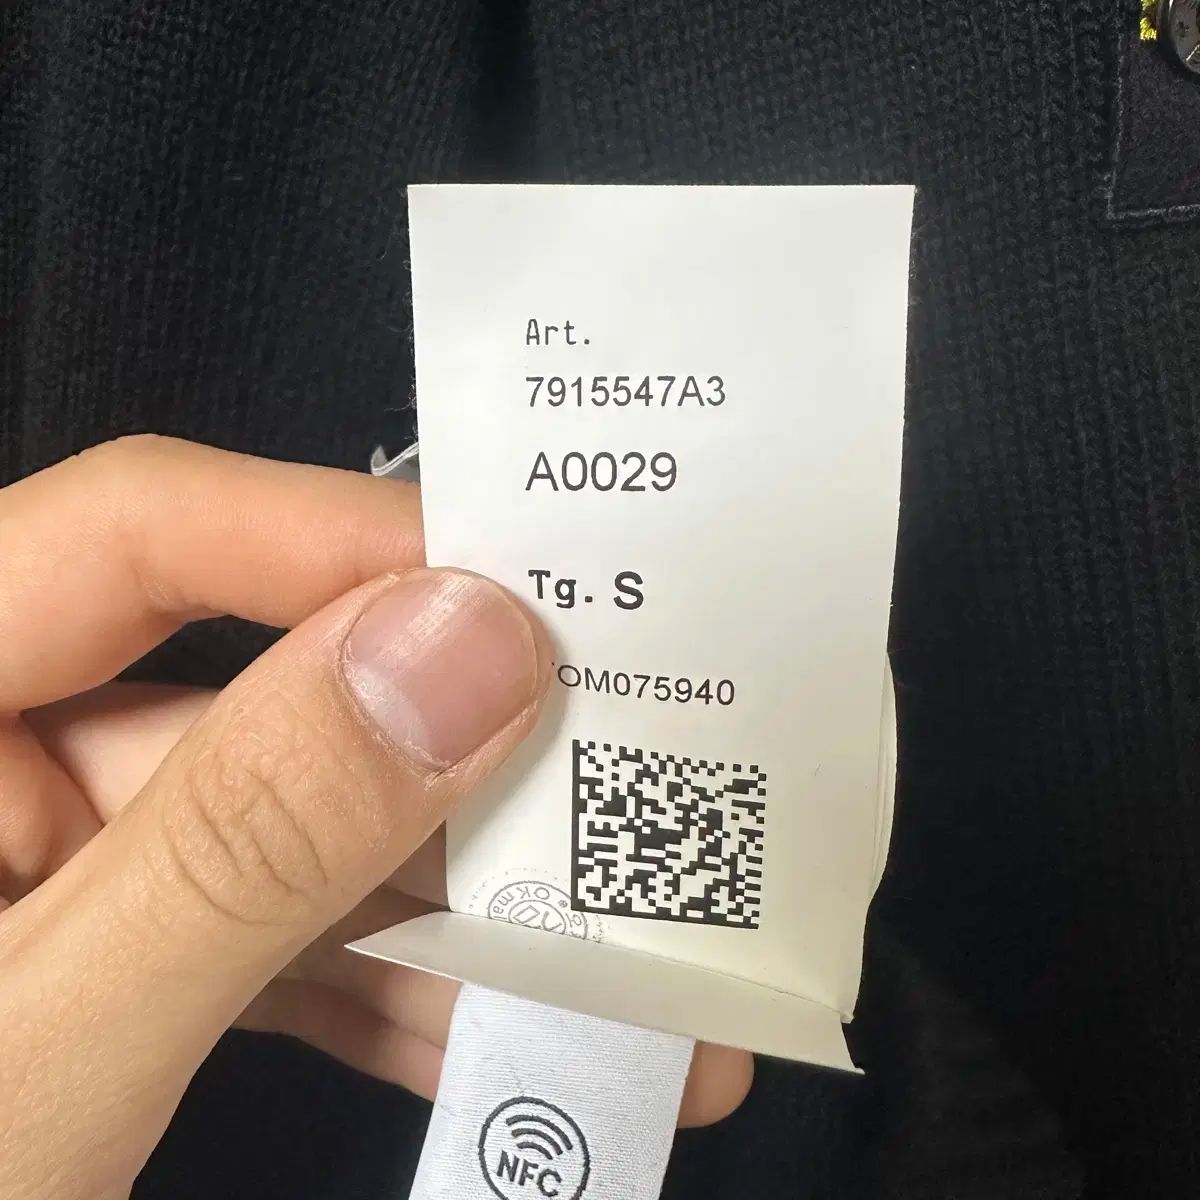 Art.
7915547A3
A0029
Tg. S
OM075940
NFC